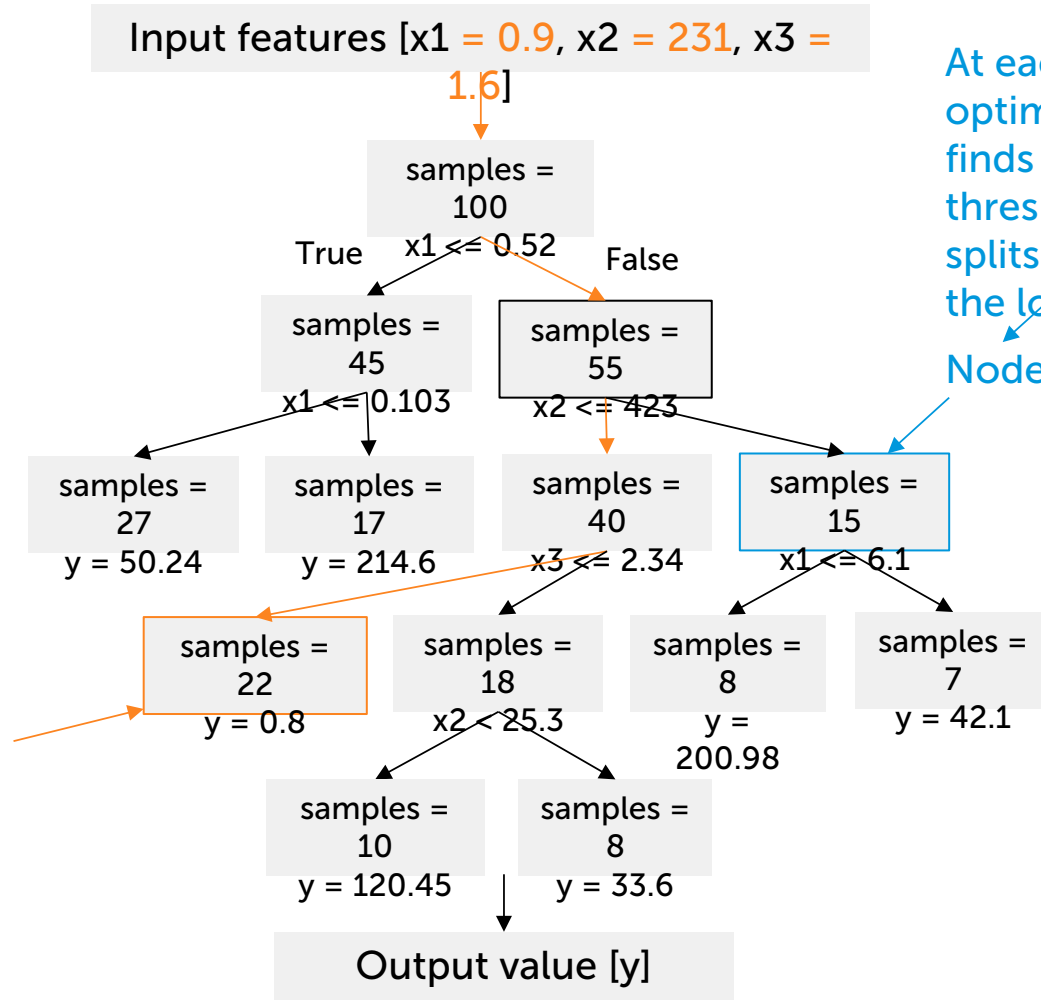 Input features [x1 = 0.9, x2 = 231, x3 =
1.6]
At
optim
finds
thres
splits
the
Node
samples =
100
x1 <= 0.52
True
False
samples =
45
x1 <= 0.103
samples =
55
x2 <= 423
samples =
27
y = 50.24
samples =
17
y = 214.6
samples =
40
x3 <= 2.34
samples =
15
x1 <= 6.1
samples =
22
y = 0.8
samples =
18
x2 < 25.3
samples =
8
y =
200.98
samples =
7
y = 42.1
samples =
10
y = 120.45
samples =
8
y = 33.6
Output value [y]